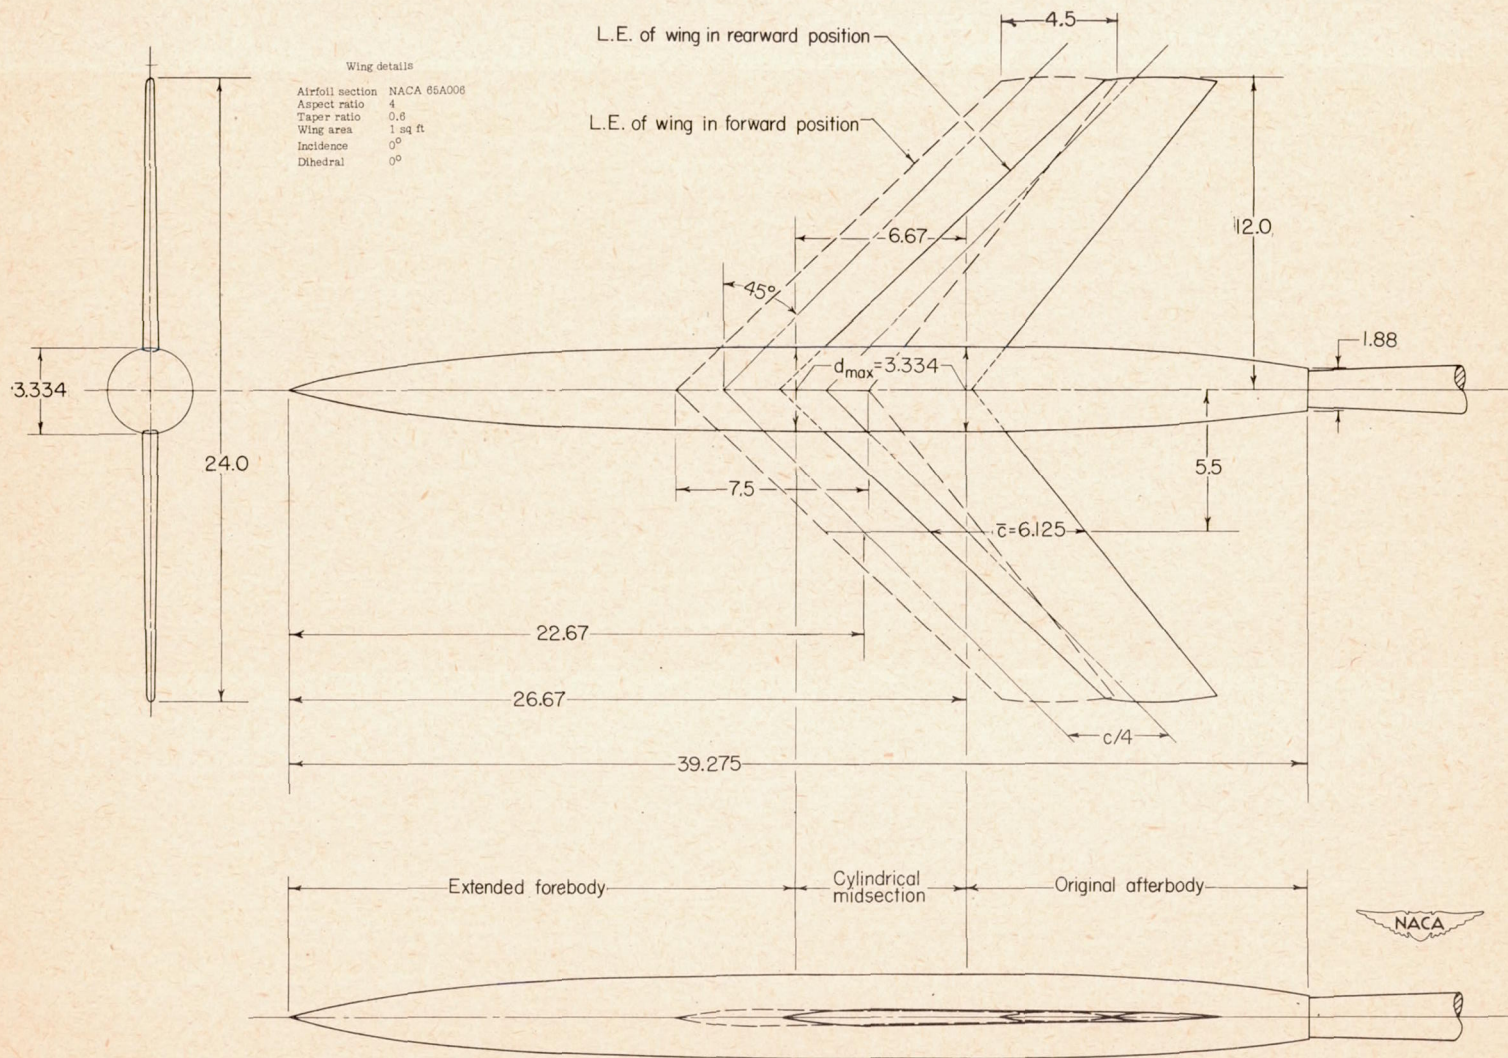 L.E. of wing in rearward position
4.5
Wing details
Airfoil section NACA 65A006
Aspect ratio 4
Taper ratio 0.6
Wing area 1 sq ft
Incidence 0°
Dihedral 0°
L.E. of wing in forward position
6.67
12.0
45°
1.88
3.334
dmax=3.334
24.0
5.5
7.5
c̄=6.125
22.67
26.67
c/4
39.275
Extended forebody
Cylindrical
midsection
Original afterbody
NACA